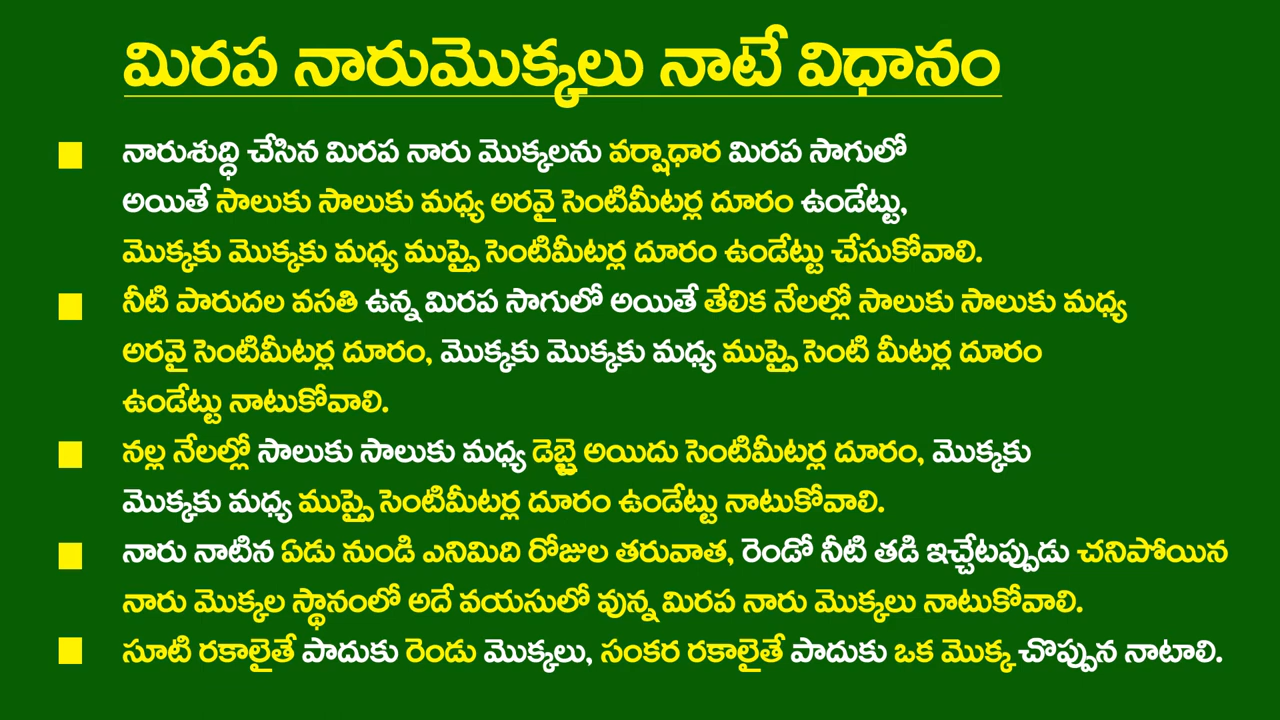 మిరప నారుమొక్కలు నాటే విధానం
నారుశుద్ధి చేసిన మిరప నారు మొక్కలను వర్షాధార మిరప సాగులో
అయితే సాలుకు సాలుకు మధ్య అరవై సెంటిమీటర్ల దూరం ఉండేట్టు,
మొక్కకు మొక్కకు మధ్య ముప్పై సెంటిమీటర్ల దూరం ఉండేట్టు చేసుకోవాలి.
నీటి పారుదల వసతి ఉన్న మిరప సాగులో అయితే తేలిక నేలల్లో సాలుకు సాలుకు మధ్య
అరవై సెంటిమీటర్ల దూరం, మొక్కకు మొక్కకు మధ్య ముప్పై సెంటి మీటర్ల దూరం
ఉండేట్టు నాటుకోవాలి.
నల్ల నేలల్లో సాలుకు సాలుకు మధ్య డెబ్బై అయిదు సెంటిమీటర్ల దూరం, మొక్కకు
మొక్కకు మధ్య ముప్పై సెంటిమీటర్ల దూరం ఉండేట్టు నాటుకోవాలి.
నారు నాటిన ఏడు నుండి ఎనిమిది రోజుల తరువాత, రెండో నీటి తడి ఇచ్చేటప్పుడు చనిపోయిన
నారు మొక్కల స్థానంలో అదే వయసులో వున్న మిరప నారు మొక్కలు నాటుకోవాలి.
సూటి రకాలైతే పాదుకు రెండు మొక్కలు, సంకర రకాలైతే పాదుకు ఒక మొక్క చొప్పున నాటాలి.